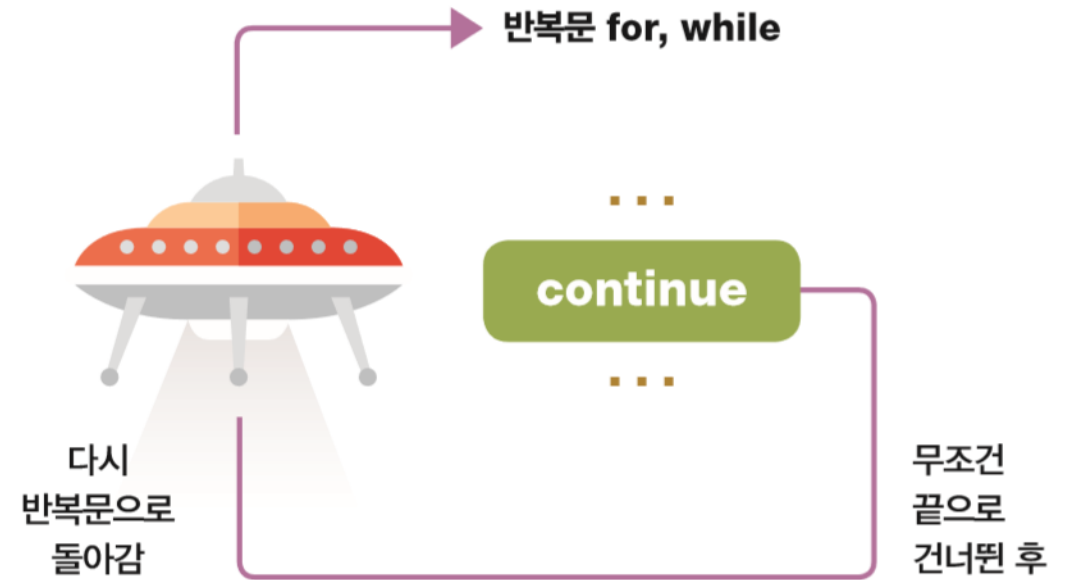 반복문 for, while
...
continue
...
다시
반복문으로
돌아감
무조건
끝으로
건너뛴 후